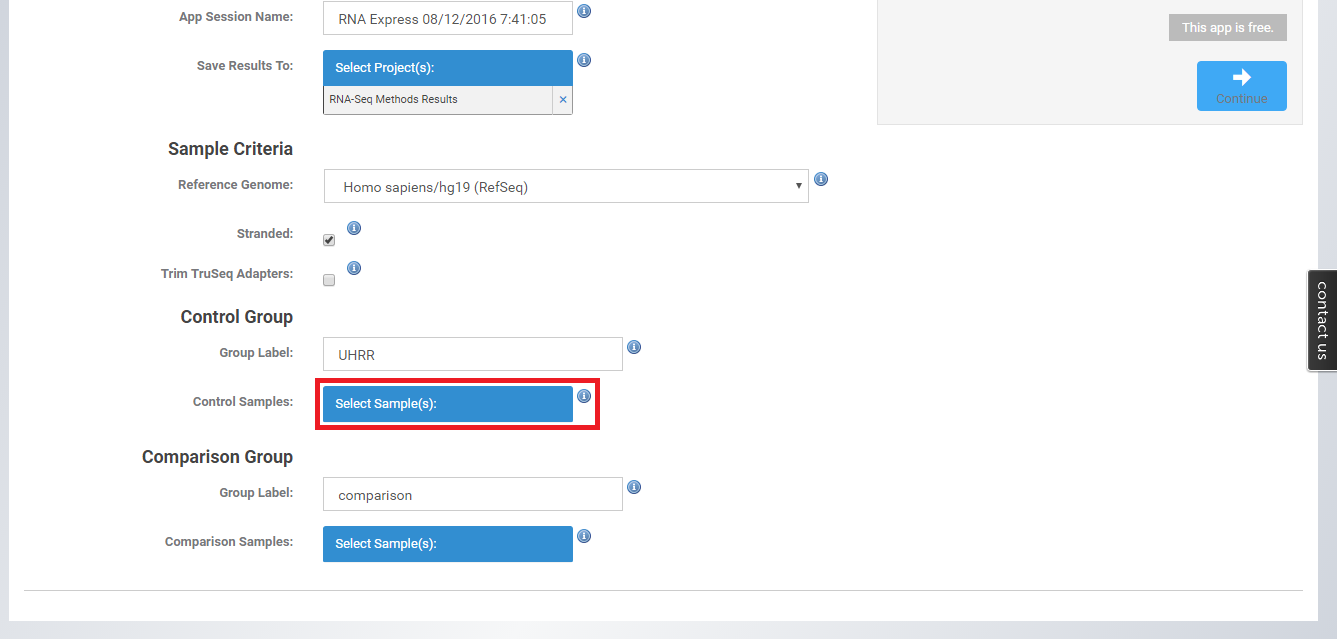 App Session Name:
RNA Express 08/12/2016 7:41:05
This app is free.
Save Results To:
Select Project(s):
RNA-Seq Methods Results
×
Continue
Sample Criteria
Reference Genome:
Homo sapiens/hg19 (RefSeq)
Stranded:
Trim TruSeq Adapters:
contact us
Control Group
Group Label:
UHRR
Control Samples:
Select Sample(s):
Comparison Group
Group Label:
comparison
Comparison Samples:
Select Sample(s):